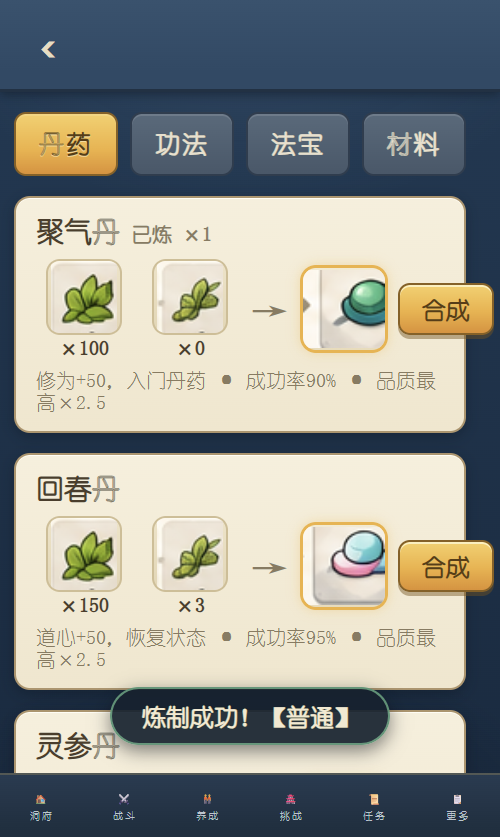 ‹
丹药 功法 法宝 材料
聚气丹 已炼 ×1
×100 ×0 → 合成
修为+50, 入门丹药 ● 成功率90% ● 品质最
高×2.5
回春丹
×150 ×3 → 合成
道心+50, 恢复状态 ● 成功率95% ● 品质最
高×2.5
灵参丹
炼制成功！【普通】
洞府 战斗 养成 挑战 任务 更多